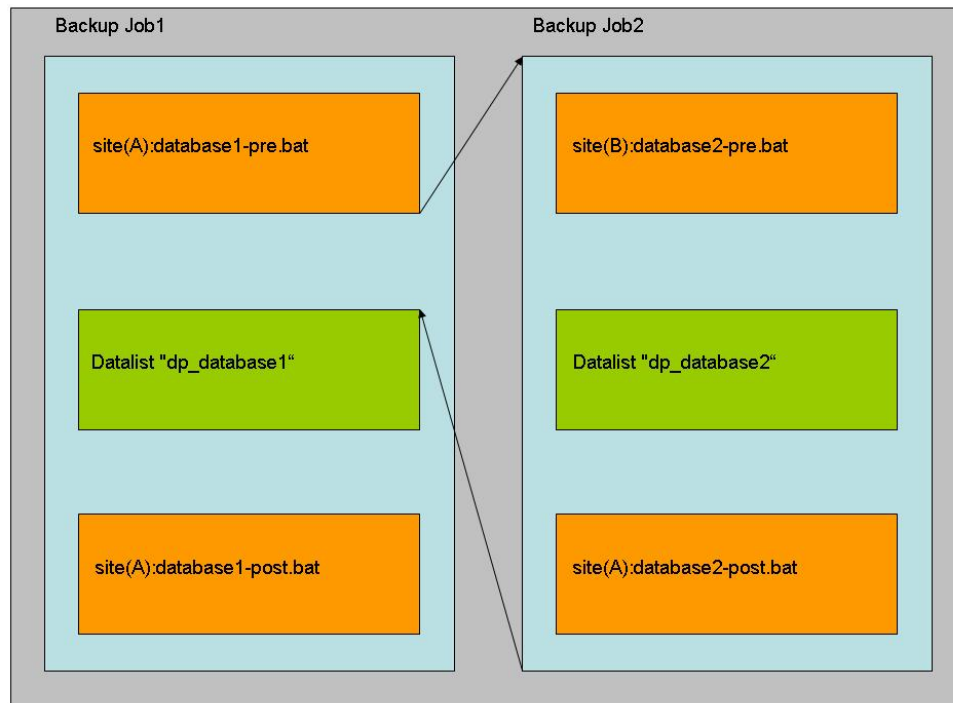 Backup Job1
Backup Job2
site(A):database1-pre.bat
site(B):database2-pre.bat
Datalist "dp_database1“
Datalist "dp_database2“
site(A):database1-post.bat
site(A):database2-post.bat